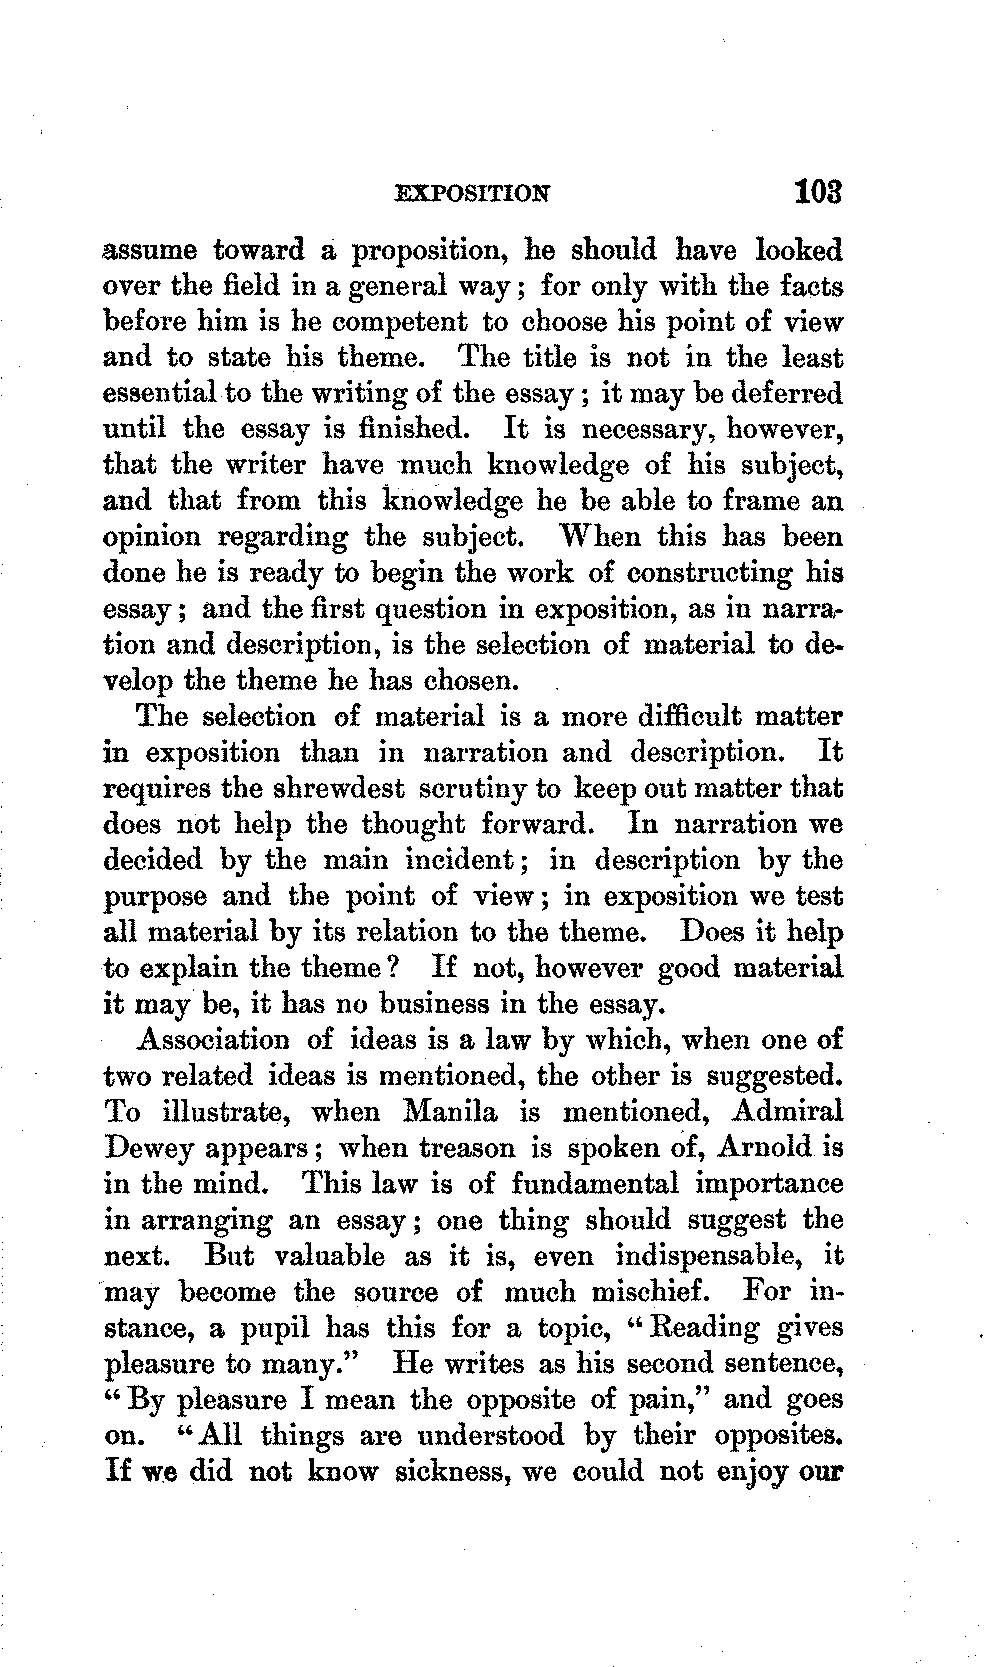 EXPOSITION 103
assume toward a proposition, he should have looked
over the field in a general way; for only with the facts
before him is he competent to choose his point of view
and to state his theme. The title is not in the least
essential to the writing of the essay; it may be deferred
until the essay is finished. It is necessary, however,
that the writer have much knowledge of his subject,
and that from this knowledge he be able to frame an
opinion regarding the subject. When this has been
done he is ready to begin the work of constructing his
essay; and the first question in exposition, as in narra-
tion and description, is the selection of material to de-
velop the theme he has chosen.
The selection of material is a more difficult matter
in exposition than in narration and description. It
requires the shrewdest scrutiny to keep out matter that
does not help the thought forward. In narration we
decided by the main incident; in description by the
purpose and the point of view; in exposition we test
all material by its relation to the theme. Does it help
to explain the theme? If not, however good material
it may be, it has no business in the essay.
Association of ideas is a law by which, when one of
two related ideas is mentioned, the other is suggested.
To illustrate, when Manila is mentioned, Admiral
Dewey appears; when treason is spoken of, Arnold is
in the mind. This law is of fundamental importance
in arranging an essay; one thing should suggest the
next. But valuable as it is, even indispensable, it
may become the source of much mischief. For in-
stance, a pupil has this for a topic, “Reading gives
pleasure to many.” He writes as his second sentence,
“By pleasure I mean the opposite of pain,” and goes
on. “All things are understood by their opposites.
If we did not know sickness, we could not enjoy our